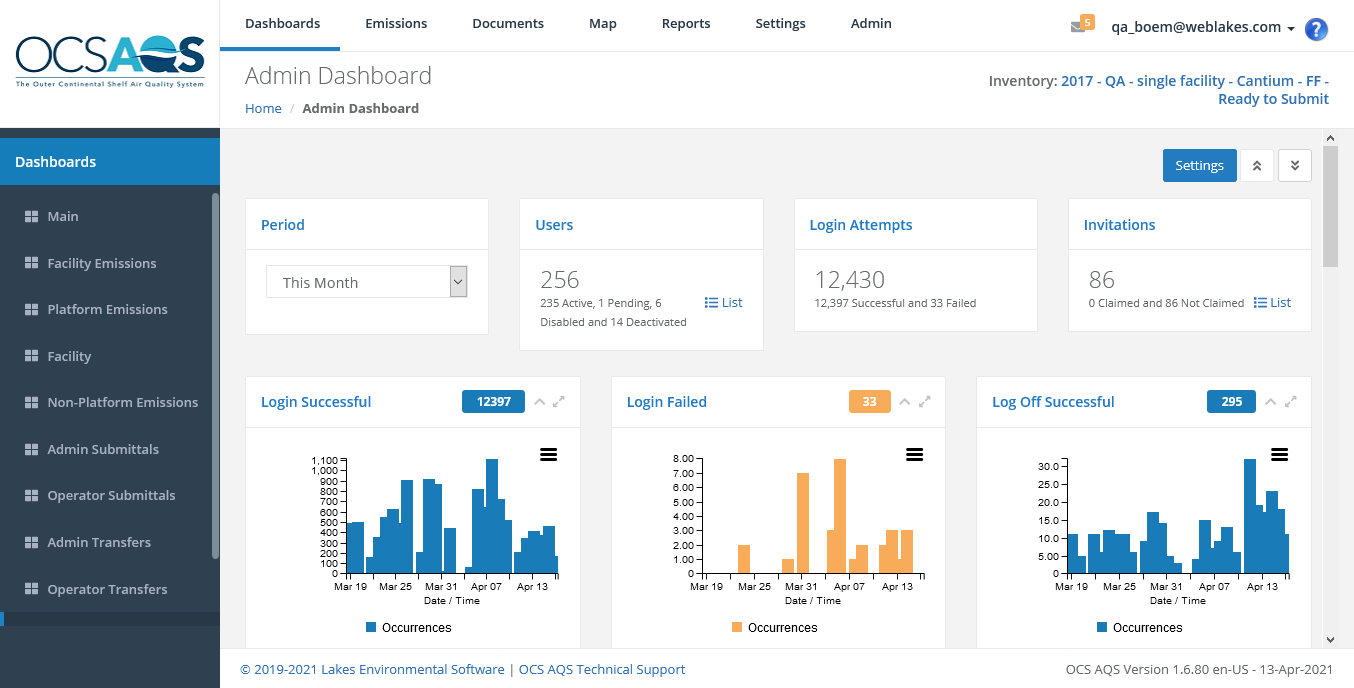 OCSAQS
The Outer Continental Shelf Air Quality System
Dashboards
Emissions
Documents
Map
Reports
Settings
Admin
5
qa_boem@weblakes.com
?
Admin Dashboard
Home / Admin Dashboard
Inventory: 2017 - QA - single facility - Cantium - FF -
Ready to Submit
Dashboards
Main
Facility Emissions
Platform Emissions
Facility
Non-Platform Emissions
Admin Submittals
Operator Submittals
Admin Transfers
Operator Transfers
Settings
Period
This Month
Users
256
235 Active, 1 Pending, 6
Disabled and 14 Deactivated
List
Login Attempts
12,430
12,397 Successful and 33 Failed
Invitations
86
0 Claimed and 86 Not Claimed
List
Login Successful
12397
1,100
1,000
900
800
700
600
500
400
300
200
100
0
Mar 19 Mar 25 Mar 31 Apr 07 Apr 13
Date / Time
Occurrences
Login Failed
33
8.00
7.00
6.00
5.00
4.00
3.00
2.00
1.00
0
Mar 19 Mar 25 Mar 31 Apr 07 Apr 13
Date / Time
Occurrences
Log Off Successful
295
30.0
25.0
20.0
15.0
10.0
5.00
0
Mar 19 Mar 25 Mar 31 Apr 07 Apr 13
Date / Time
Occurrences
© 2019-2021 Lakes Environmental Software | OCS AQS Technical Support
OCS AQS Version 1.6.80 en-US - 13-Apr-2021